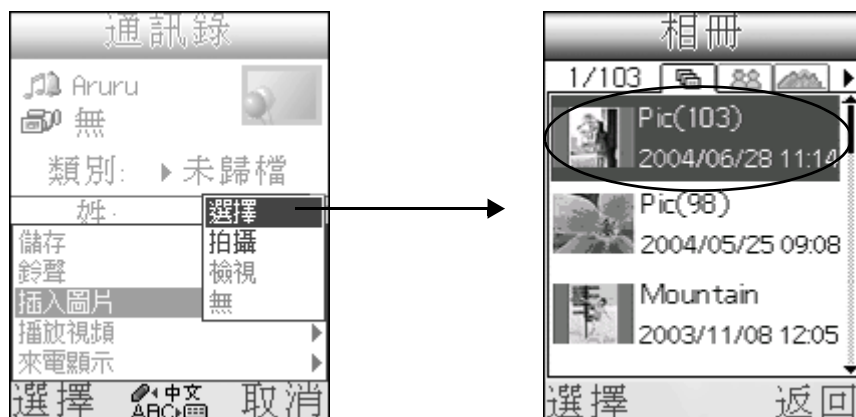 通訊錄
Aruru
無
類別: 未歸檔
姓:
儲存
鈴聲
插入圖片
播放視頻
來電顯示
選擇
拍攝
檢視
無
選擇 中文 ABC 取消
相冊
1/103
Pic(103)
2004/06/28 11:14
Pic(98)
2004/05/25 09:08
Mountain
2003/11/08 12:05
選擇 返回